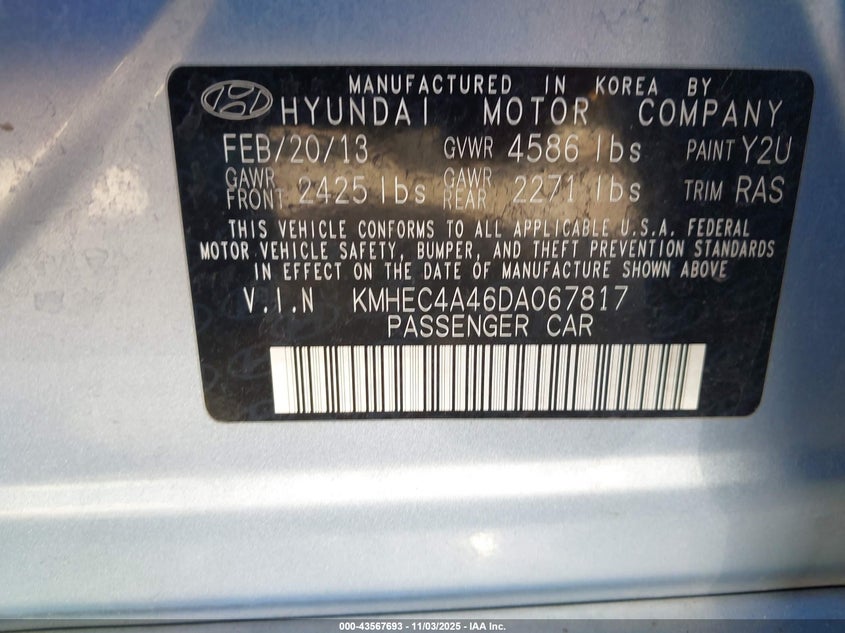 MANUFACTURED IN KOREA BY
HYUNDAI MOTOR COMPANY
FEB/20/13 GVWR 4586 lbs PAINT Y2U
GAWR FRONT 2425 lbs GAWR REAR 2271 lbs TRIM RAS
THIS VEHICLE CONFORMS TO ALL APPLICABLE U.S.A. FEDERAL
MOTOR VEHICLE SAFETY, BUMPER, AND THEFT PREVENTION STANDARDS
IN EFFECT ON THE DATE OF MANUFACTURE SHOWN ABOVE
V.I.N KMHEC4A46DA067817
PASSENGER CAR
000-43567693 - 11/03/2025 - IAA Inc.